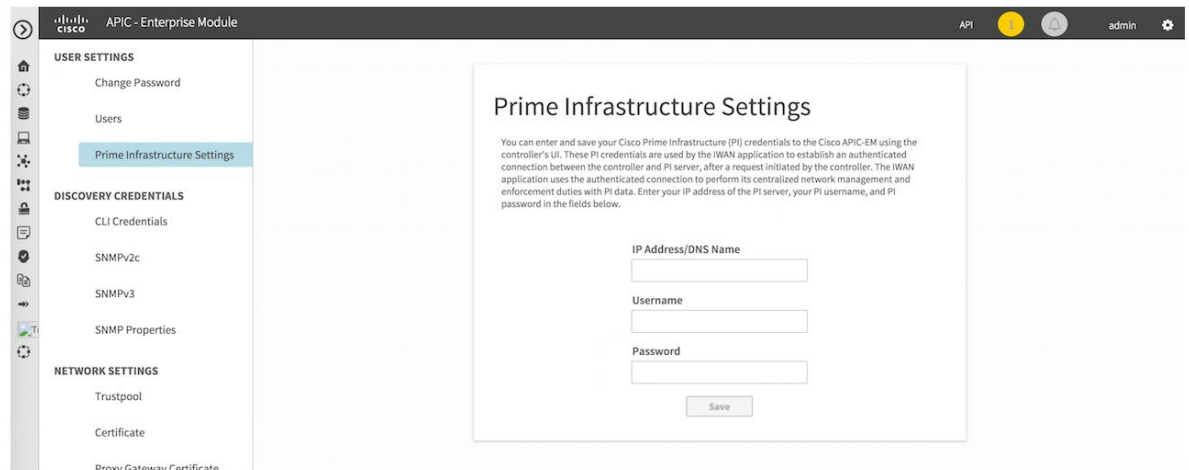 CISCO APIC - Enterprise Module
API 1 admin
USER SETTINGS
Change Password
Users
Prime Infrastructure Settings
DISCOVERY CREDENTIALS
CLI Credentials
SNMPv2c
SNMPv3
SNMP Properties
NETWORK SETTINGS
Trustpool
Certificate
Proxy Gateway Certificate
Prime Infrastructure Settings
You can enter and save your Cisco Prime Infrastructure (PI) credentials to the Cisco APIC-EM using the
controller's UI. These PI credentials are used by the IWAN application to establish an authenticated
connection between the controller and PI server, after a request initiated by the controller. The IWAN
application uses the authenticated connection to perform its centralized network management and
enforcement duties with PI data. Enter your IP address of the PI server, your PI username, and PI
password in the fields below.
IP Address/DNS Name
Username
Password
Save